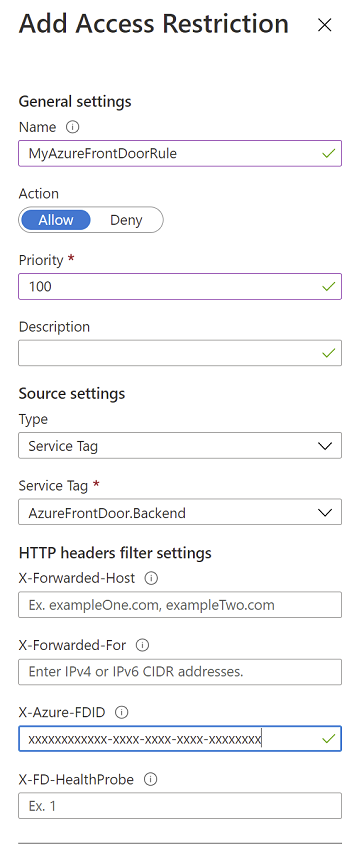 Add Access Restriction
General settings
Name
MyAzureFrontDoorRule
Action
Allow Deny
Priority *
100
Description
Source settings
Type
Service Tag
Service Tag *
AzureFrontDoor.Backend
HTTP headers filter settings
X-Forwarded-Host
Ex. exampleOne.com, exampleTwo.com
X-Forwarded-For
Enter IPv4 or IPv6 CIDR addresses.
X-Azure-FDID
xxxxxxxxxxxx-xxxx-xxxx-xxxx-xxxxxxxx
X-FD-HealthProbe
Ex. 1